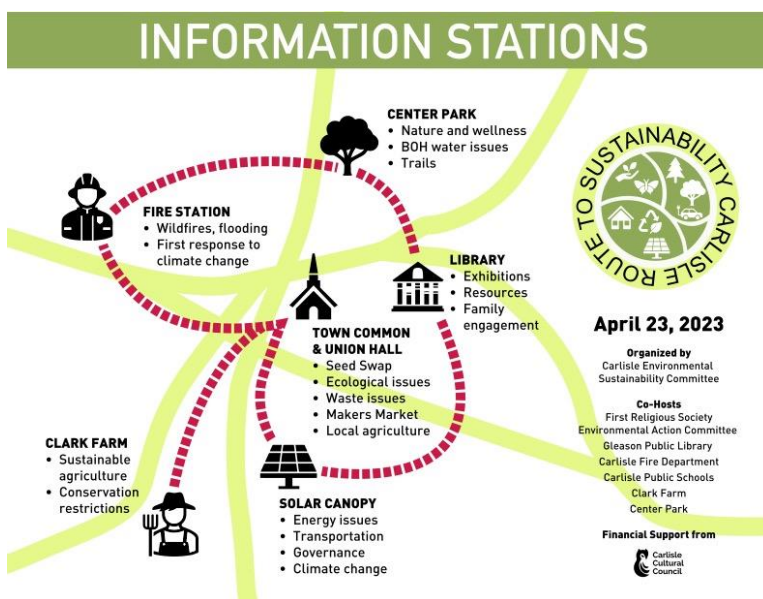 INFORMATION STATIONS
CENTER PARK
• Nature and wellness
• BOH water issues
• Trails
FIRE STATION
• Wildfires, flooding
• First response to
climate change
LIBRARY
• Exhibitions
• Resources
• Family
engagement
TOWN COMMON
& UNION HALL
• Seed Swap
• Ecological issues
• Waste issues
• Makers Market
• Local agriculture
CLARK FARM
• Sustainable
agriculture
• Conservation
restrictions
SOLAR CANOPY
• Energy issues
• Transportation
• Governance
• Climate change
CARLISLE ROUTE TO SUSTAINABILITY
April 23, 2023
Organized by
Carlisle Environmental
Sustainability Committee
Co-Hosts
First Religious Society
Environmental Action Committee
Gleason Public Library
Carlisle Fire Department
Carlisle Public Schools
Clark Farm
Center Park
Financial Support from
Carlisle
Cultural
Council